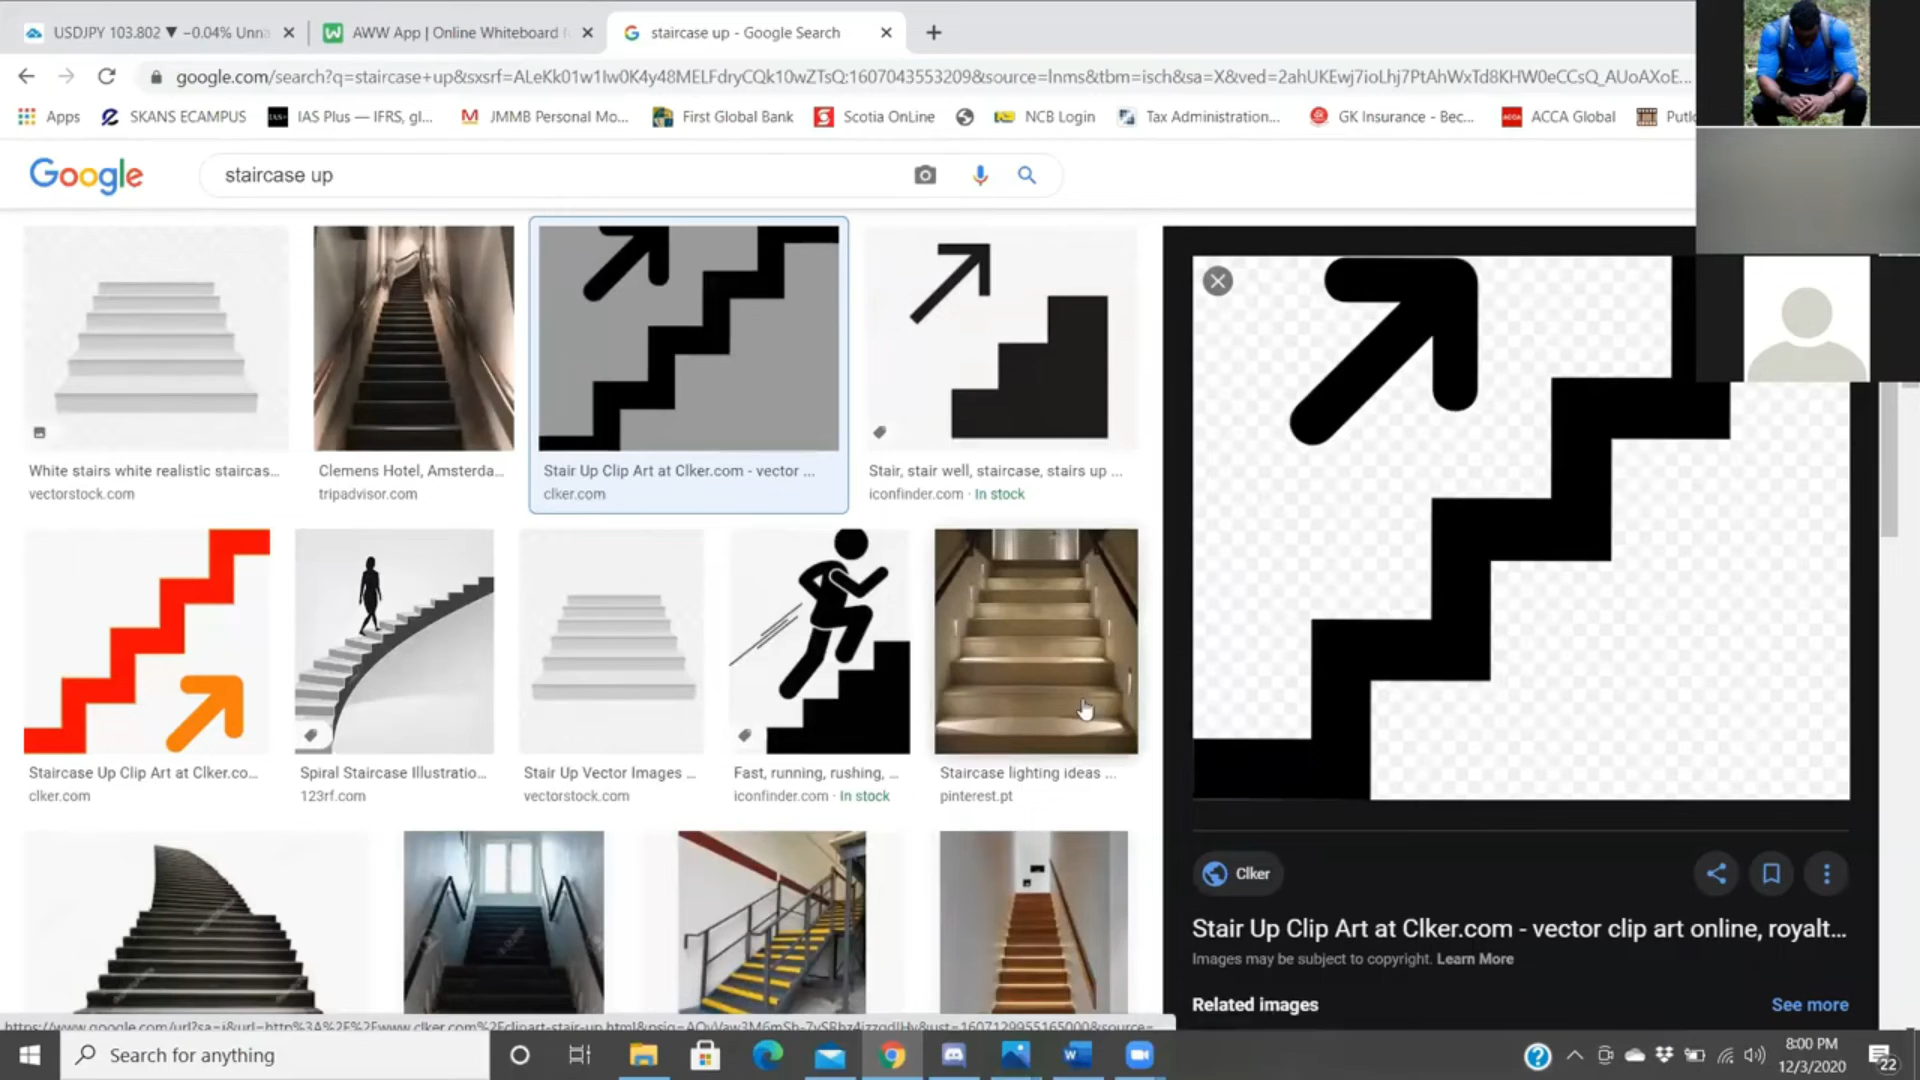 USDJPY 103.802 ▼ −0.04% Unna
AWW App | Online Whiteboard
staircase up - Google Search
google.com/search?q=staircase+up&sxsrf=ALeKk01w1Iw0K4y48MELFdryCQk10wZTsQ:1607043553209&source=lnms&tbm=isch&sa=X&ved=2ahUKEwj7ioLhj7PtAhWxTd8KHW0eCCsQ_AUoAXoE...
Apps SKANS ECAMPUS IAS Plus — IFRS, gl... JMMB Personal Mo... First Global Bank Scotia OnLine NCB Login Tax Administration... GK Insurance - Bec... ACCA Global Putl
Google
staircase up
White stairs white realistic staircas...
vectorstock.com
Clemens Hotel, Amsterda...
tripadvisor.com
Stair Up Clip Art at Clker.com - vector ...
clker.com
Stair, stair well, staircase, stairs up ...
iconfinder.com · In stock
Staircase Up Clip Art at Clker.co...
clker.com
Spiral Staircase Illustratio...
123rf.com
Stair Up Vector Images ...
vectorstock.com
Fast, running, rushing, ...
iconfinder.com · In stock
Staircase lighting ideas ...
pinterest.pt
Clker
Stair Up Clip Art at Clker.com - vector clip art online, royalt...
Images may be subject to copyright. Learn More
Related images
See more
Search for anything
8:00 PM
12/3/2020
22